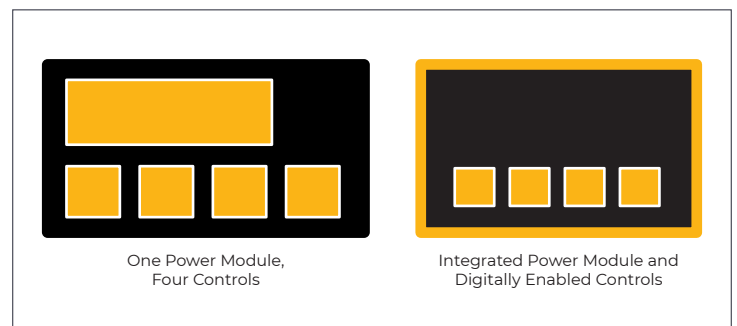 One Power Module,
Four Controls
Integrated Power Module and
Digitally Enabled Controls